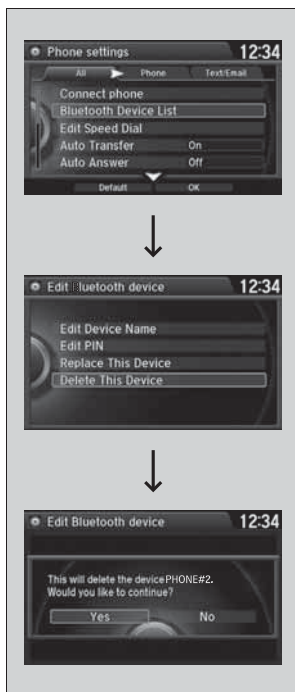 Phone settings 12:34
All Phone Text/Email
Connect phone
Bluetooth Device List
Edit Speed Dial
Auto Transfer On
Auto Answer Off
Default OK
Edit Bluetooth device 12:34
Edit Device Name
Edit PIN
Replace This Device
Delete This Device
Edit Bluetooth device 12:34
This will delete the device PHONE#2.
Would you like to continue?
Yes No